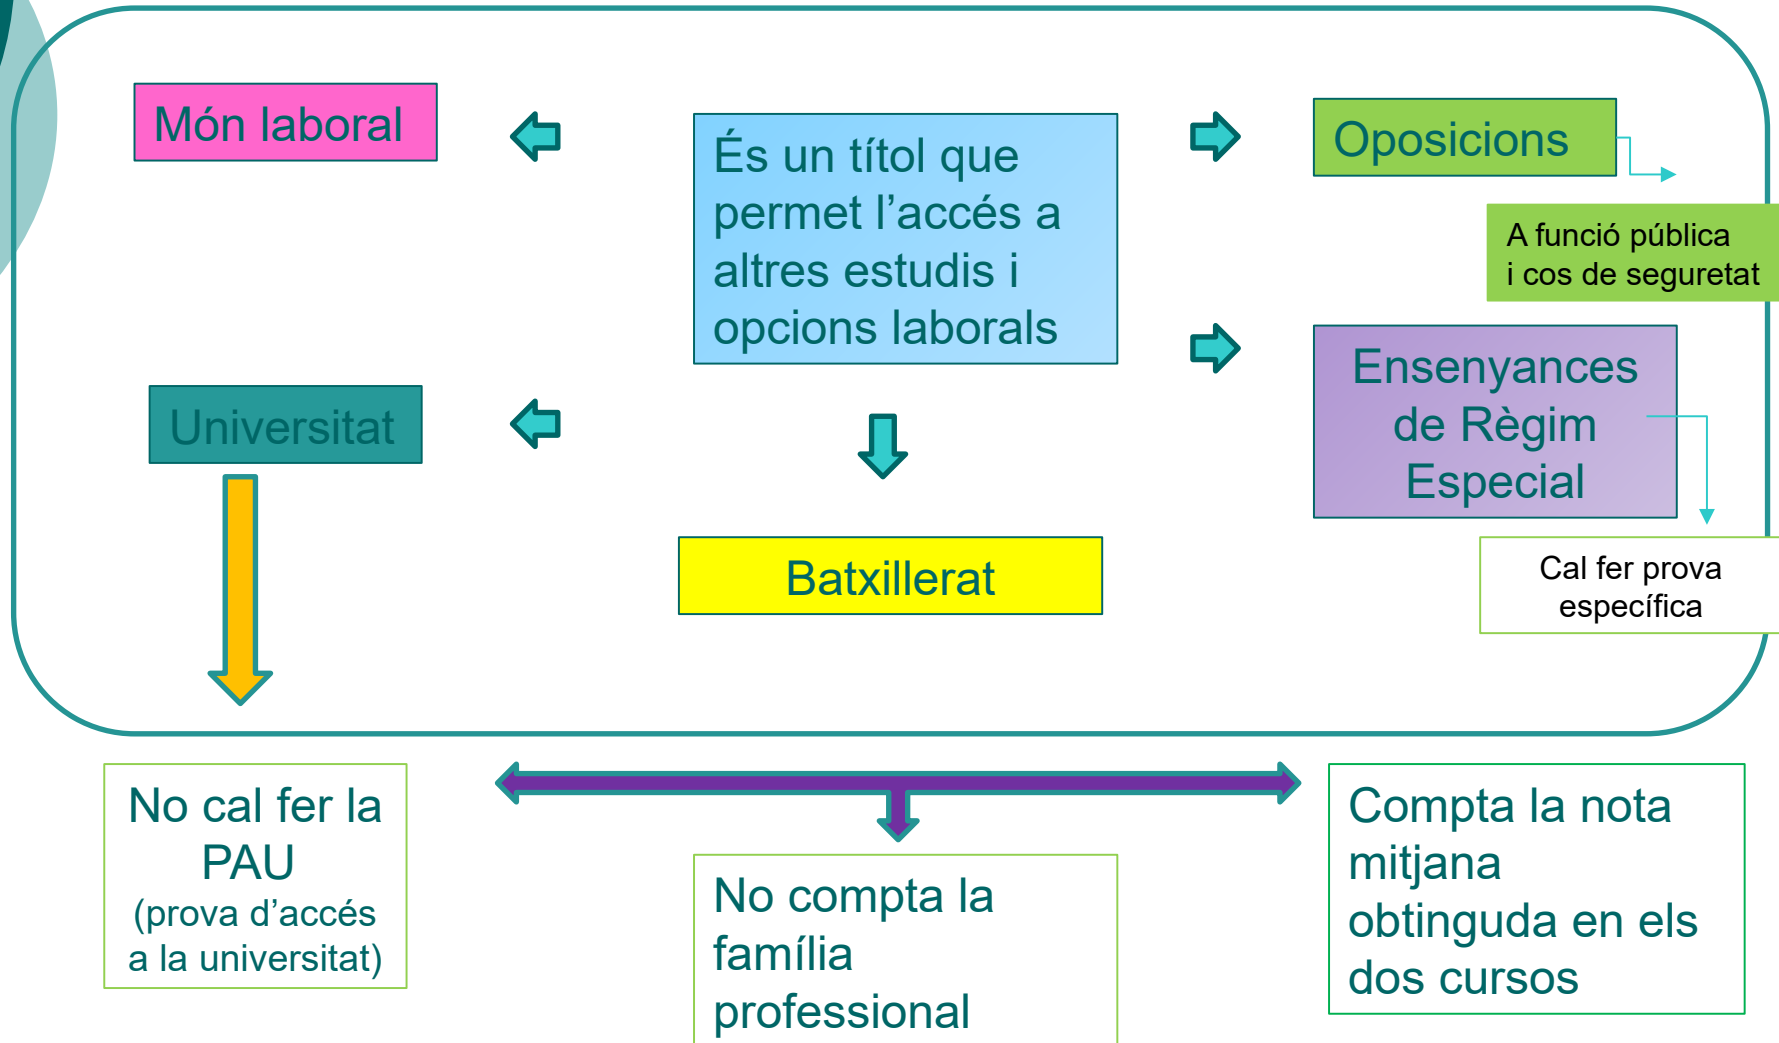 Món laboral
És un títol que
permet l’accés a
altres estudis i
opcions laborals
Oposicions
A funció pública
i cos de seguretat
Universitat
Ensenyances
de Règim
Especial
Cal fer prova
específica
Batxillerat
No cal fer la
PAU
(prova d’accés
a la universitat)
No compta la
família
professional
Compta la nota
mitjana
obtinguda en els
dos cursos